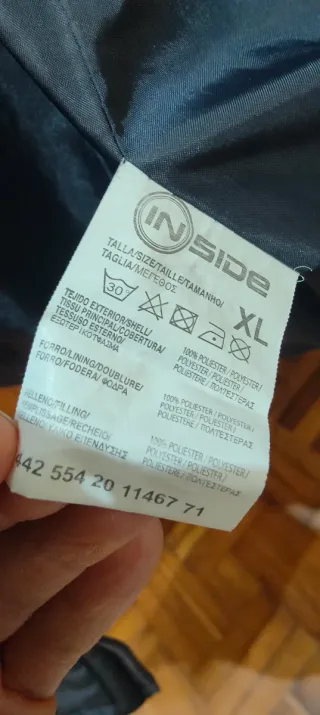 INSIDE
TALLA/SIZE/TAILLE/TAMANHO/
TAGLIA/ΜΕΓΕΘΟΣ
XL
30°
TEJIDO EXTERIOR/SHELL/
TISSU PRINCIPAL/COBERTURA/
TESSUTO ESTERNO/
ΕΞΩΤΕΡΙΚΟ ΥΦΑΣΜΑ
100% POLIESTER / POLYESTER /
POLYESTER / POLIÉSTER /
POLIESTERE / ΠΟΛΥΕΣΤΕΡΑΣ
FORRO/LINING/DOUBLURE/
FORRO/FODERA/ ΦΟΔΡΑ
100% POLIESTER / POLYESTER /
POLYESTER / POLIÉSTER /
POLIESTERE / ΠΟΛΥΕΣΤΕΡΑΣ
RELLENO/FILLING/
/RECHEIO/
ΕΠΕΝΔΥΣΗΣ
100% POLIESTER / POLYESTER /
POLYESTER / POLIÉSTER /
POLIESTERE / ΠΟΛΥΕΣΤΕΡΑΣ
442 554 20 11467 71